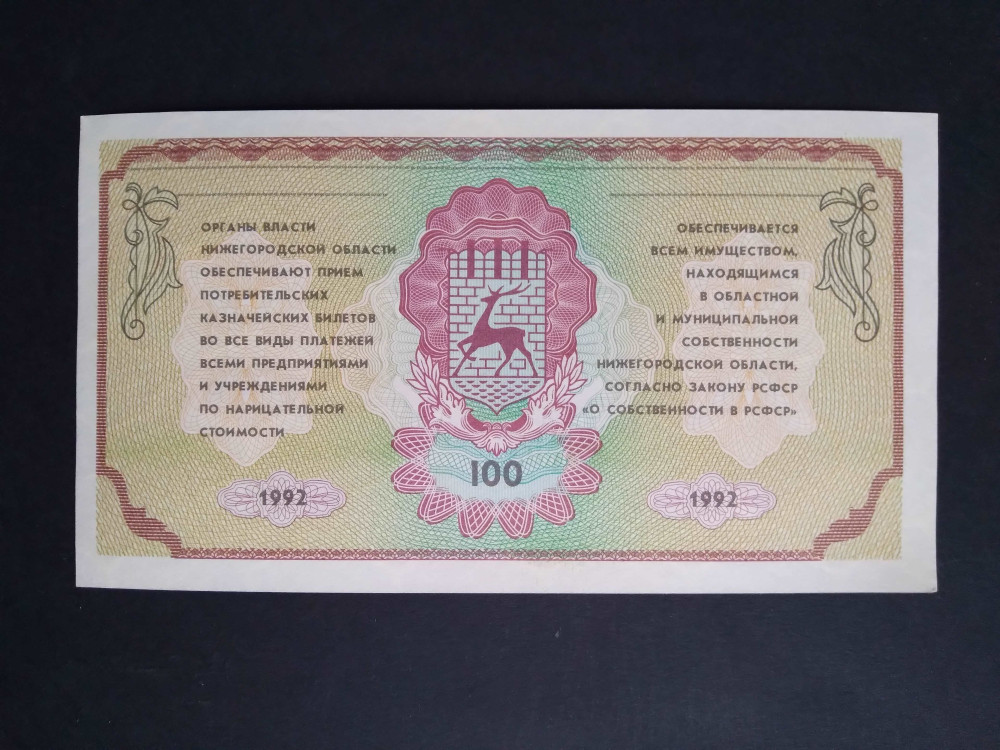 ОРГАНЫ ВЛАСТИ
НИЖЕГОРОДСКОЙ ОБЛАСТИ
ОБЕСПЕЧИВАЮТ ПРИЕМ
ПОТРЕБИТЕЛЬСКИХ
КАЗНАЧЕЙСКИХ БИЛЕТОВ
ВО ВСЕ ВИДЫ ПЛАТЕЖЕЙ
ВСЕМИ ПРЕДПРИЯТИЯМИ
И УЧРЕЖДЕНИЯМИ
ПО НАРИЦАТЕЛЬНОЙ
СТОИМОСТИ
1992
100
ОБЕСПЕЧИВАЕТСЯ
ВСЕМ ИМУЩЕСТВОМ,
НАХОДЯЩИМСЯ
В ОБЛАСТНОЙ
И МУНИЦИПАЛЬНОЙ
СОБСТВЕННОСТИ
НИЖЕГОРОДСКОЙ ОБЛАСТИ,
СОГЛАСНО ЗАКОНУ РСФСР
«О СОБСТВЕННОСТИ В РСФСР»
1992